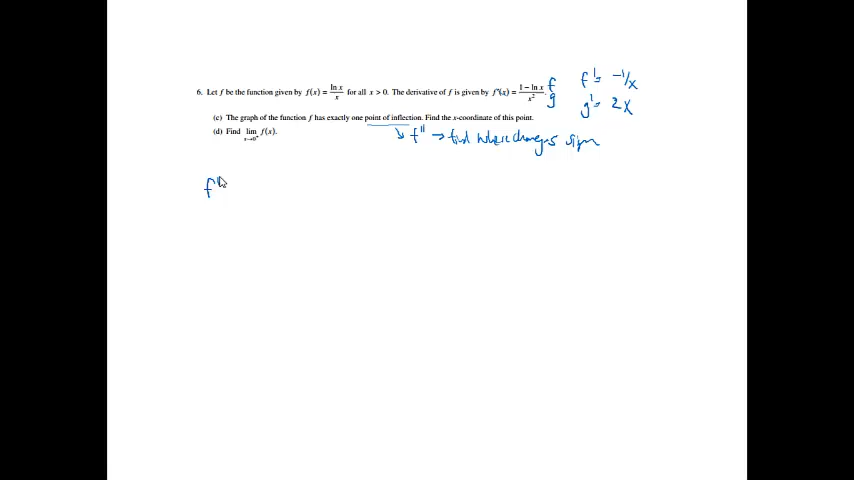 6. Let f be the function given by f(x) = ln x / x for all x > 0. The derivative of f is given by f'(x) = 1 − ln x / x². f g
f' = -1/x
g' = 2x
(c) The graph of the function f has exactly one point of inflection. Find the x-coordinate of this point.
(d) Find lim x→0⁺ f(x).
↳ f'' → find where changes sign
f''